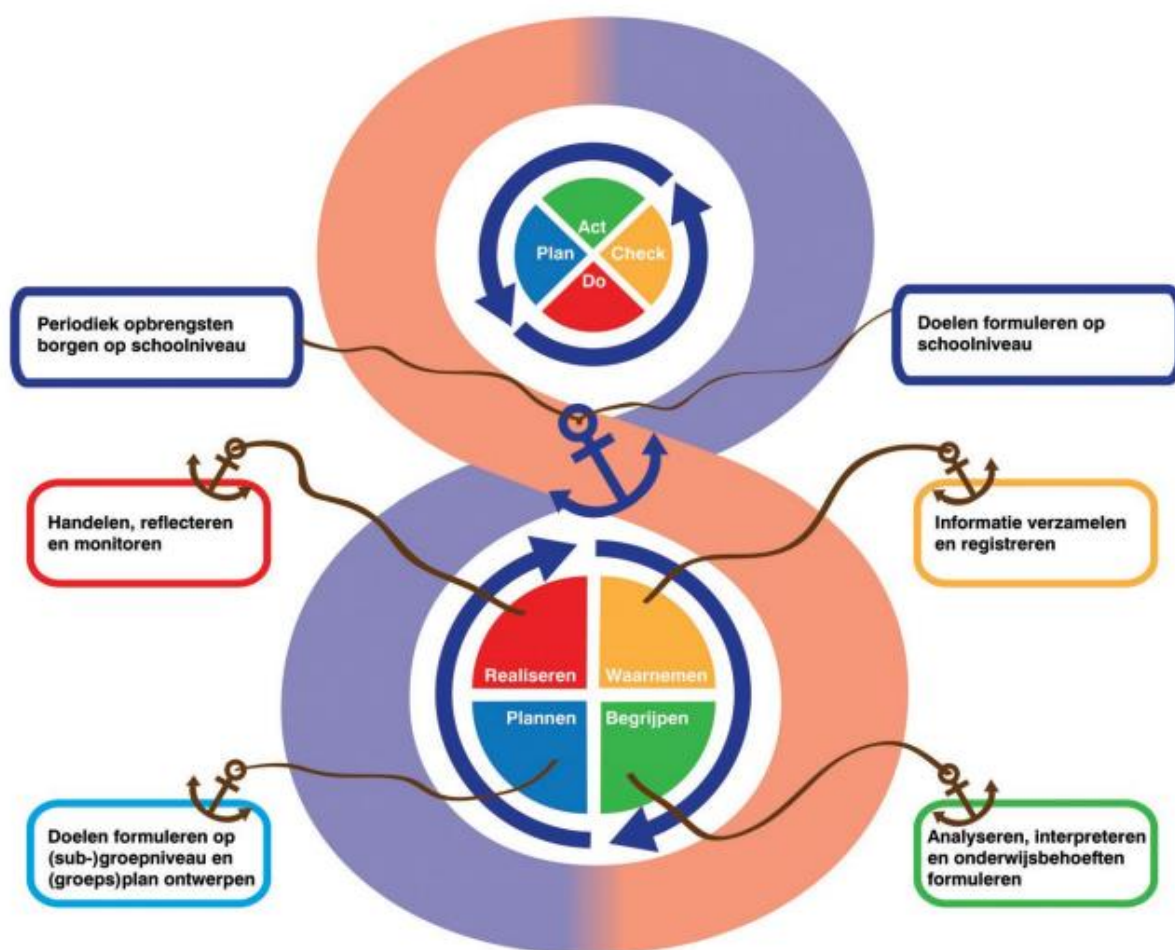 Act
Plan
Check
Do
Periodiek opbrengsten
borgen op schoolniveau
Doelen formuleren op
schoolniveau
Handelen, reflecteren
en monitoren
Informatie verzamelen
en registreren
Realiseren
Waarnemen
Plannen
Begrijpen
Doelen formuleren op
(sub-)groepniveau en
(groeps)plan ontwerpen
Analyseren, interpreteren
en onderwijsbehoeften
formuleren